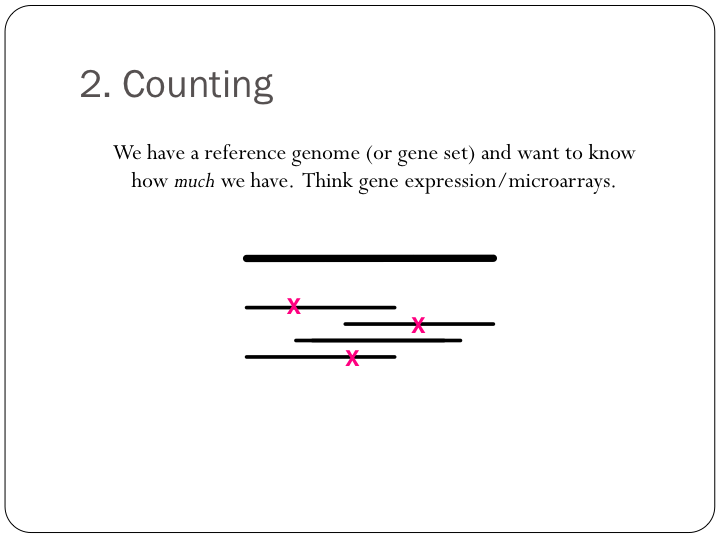 2. Counting
We have a reference genome (or gene set) and want to know
how much we have. Think gene expression/microarrays.
X
X
X